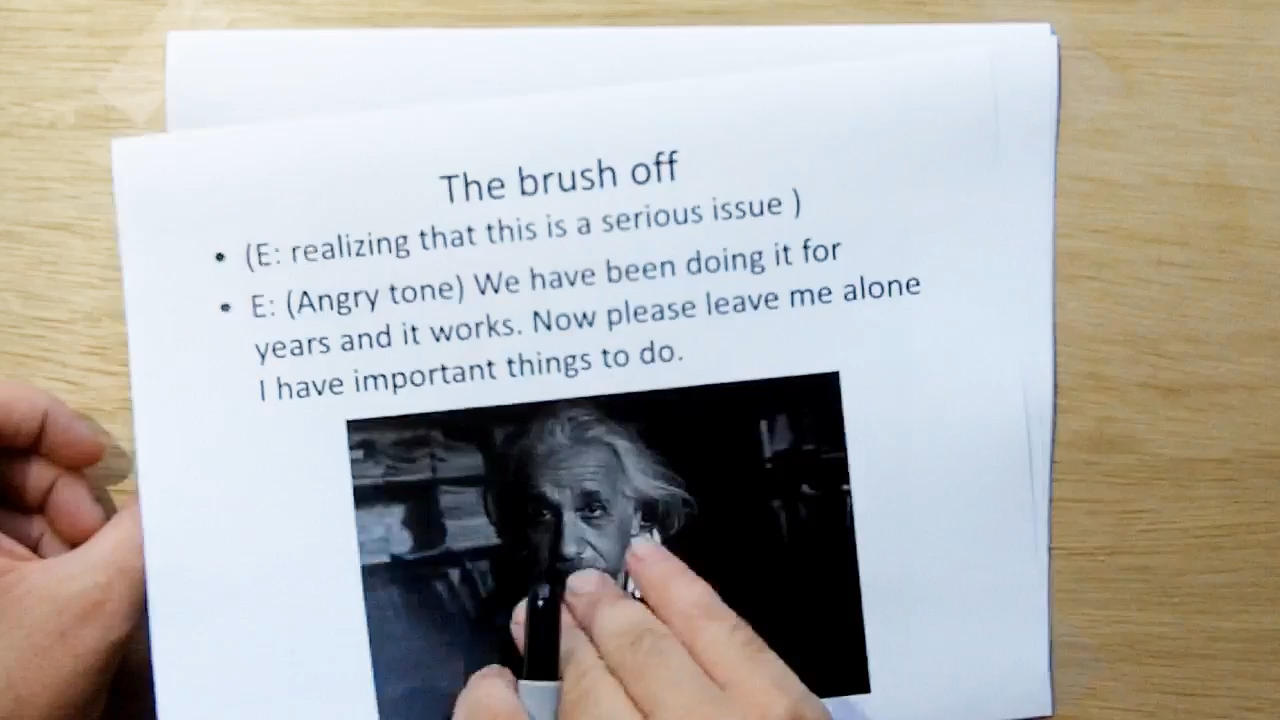 The brush off
• (E: realizing that this is a serious issue )
• E: (Angry tone) We have been doing it for
years and it works. Now please leave me alone
I have important things to do.